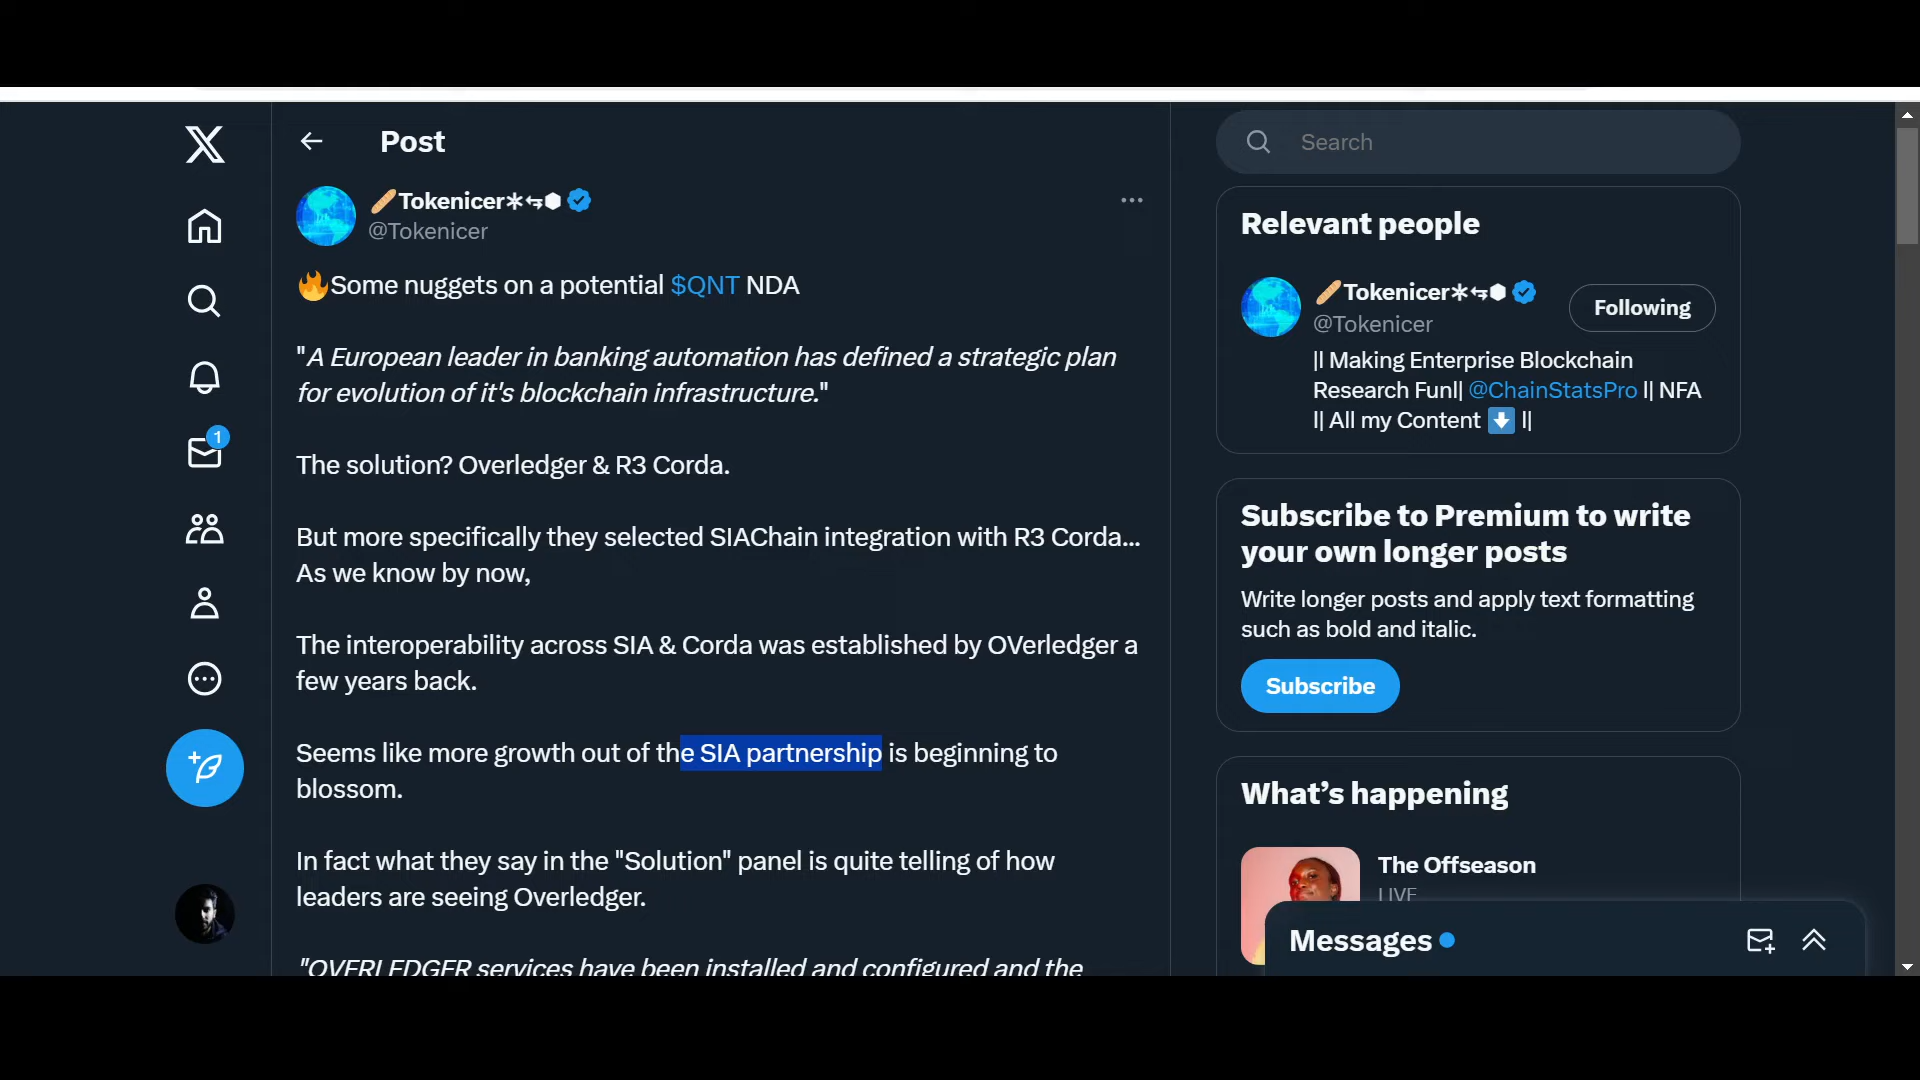 Post
Search
Tokenicer
@Tokenicer
Some nuggets on a potential $QNT NDA
"A European leader in banking automation has defined a strategic plan
for evolution of it's blockchain infrastructure."
The solution? Overledger & R3 Corda.
But more specifically they selected SIAChain integration with R3 Corda...
As we know by now,
The interoperability across SIA & Corda was established by OVerledger a
few years back.
Seems like more growth out of the SIA partnership is beginning to
blossom.
In fact what they say in the "Solution" panel is quite telling of how
leaders are seeing Overledger.
"OVERLEDGER services have been installed and configured and the
1
Relevant people
Tokenicer
@Tokenicer
Following
|| Making Enterprise Blockchain
Research Fun|| @ChainStatsPro || NFA
|| All my Content ||
Subscribe to Premium to write
your own longer posts
Write longer posts and apply text formatting
such as bold and italic.
Subscribe
What's happening
The Offseason
LIVE
Messages